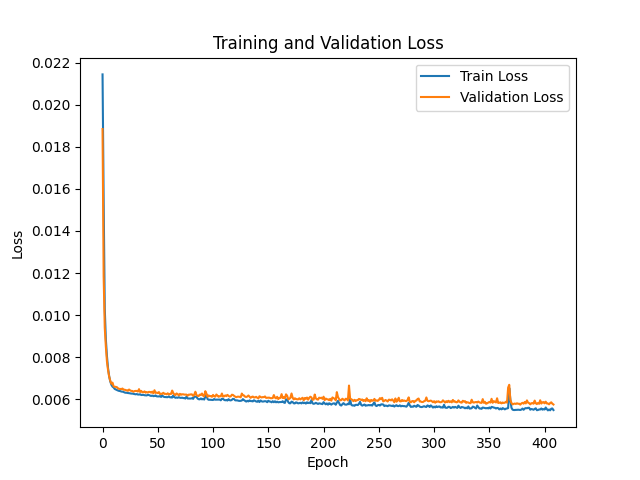 Training and Validation Loss
Train Loss
Validation Loss
0.022
0.020
0.018
0.016
0.014
0.012
0.010
0.008
0.006
Loss
0 50 100 150 200 250 300 350 400
Epoch